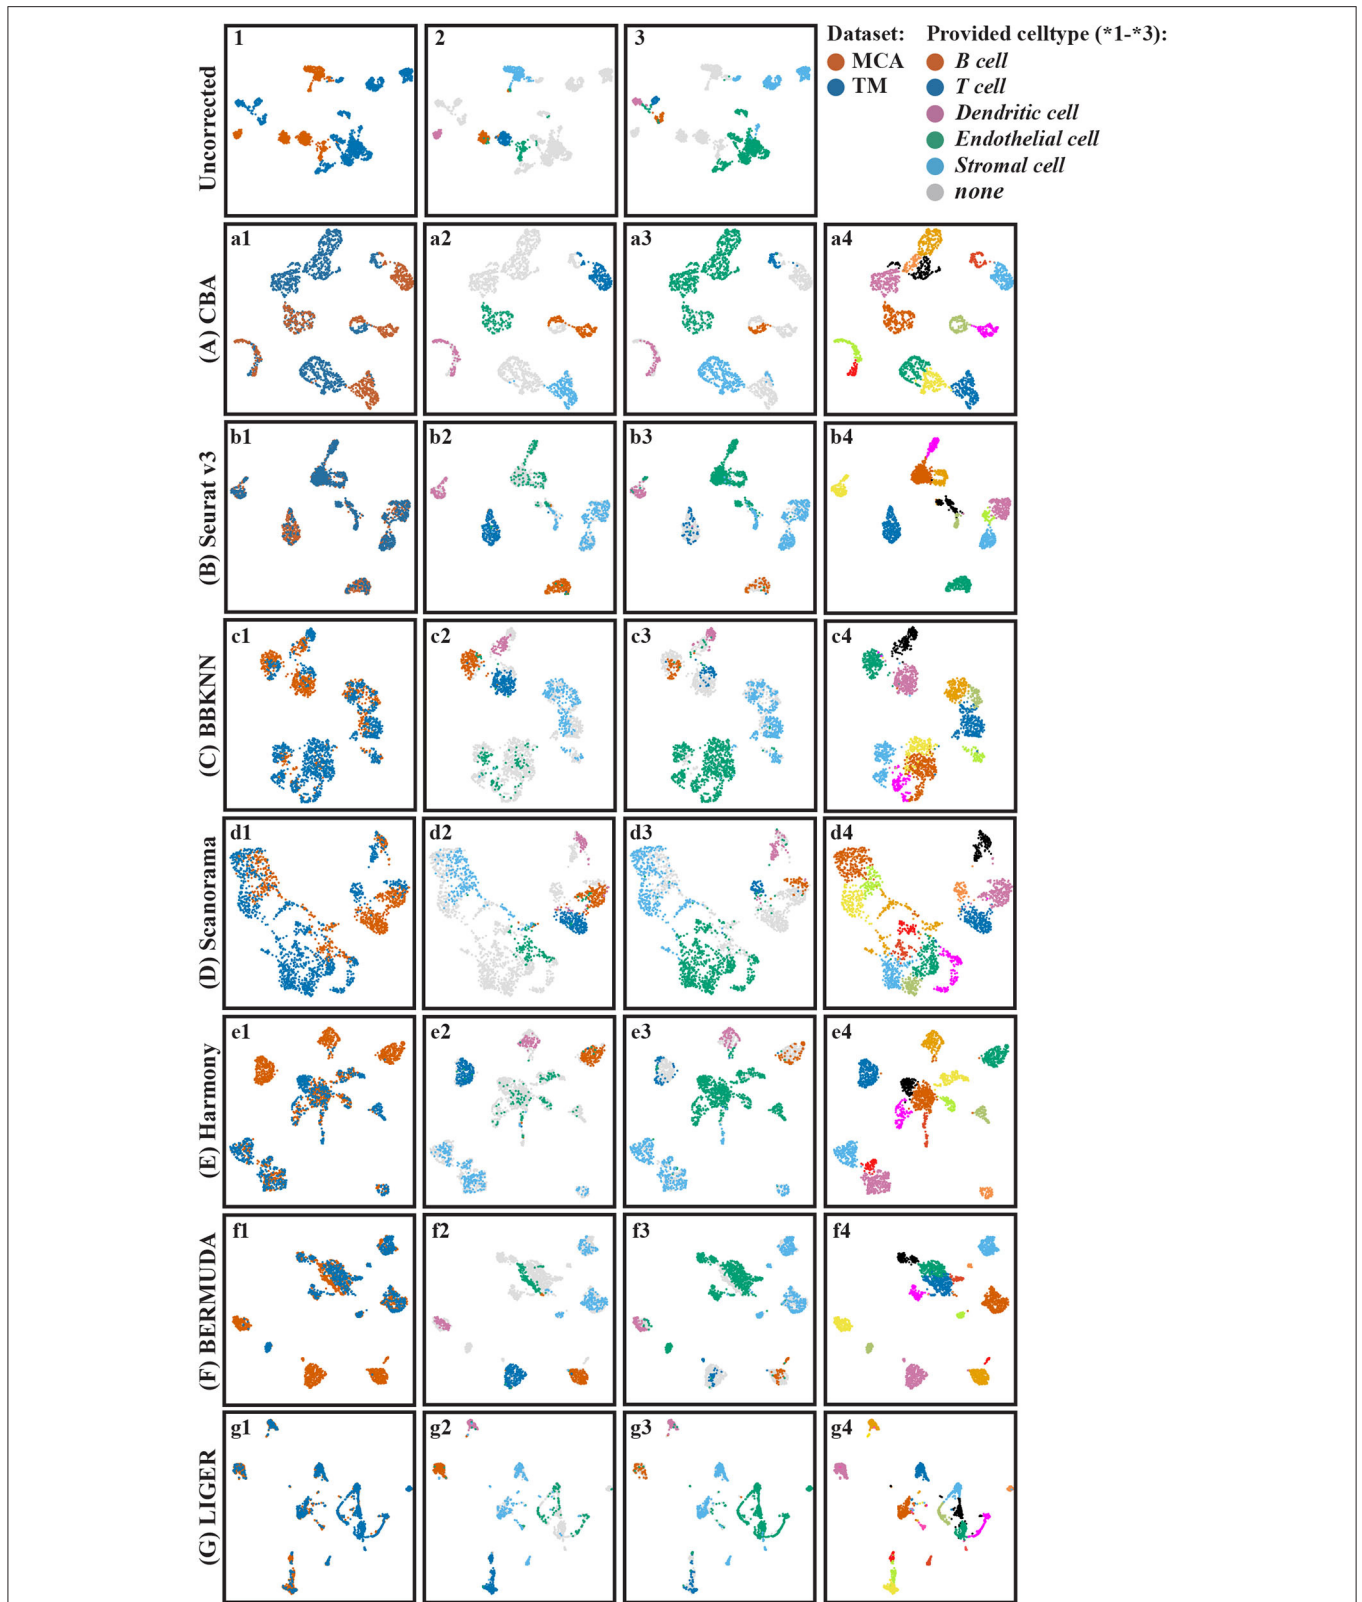 1
2
3
Dataset:
MCA
TM
Provided celltype (*1-*3):
B cell
T cell
Dendritic cell
Endothelial cell
Stromal cell
none
Uncorrected
a1
a2
a3
a4
(A) CBA
b1
b2
b3
b4
(B) Seurat v3
c1
c2
c3
c4
(C) BBKNN
d1
d2
d3
d4
(D) Scanorama
e1
e2
e3
e4
(E) Harmony
f1
f2
f3
f4
(F) BERMUDA
g1
g2
g3
g4
(G) LIGER